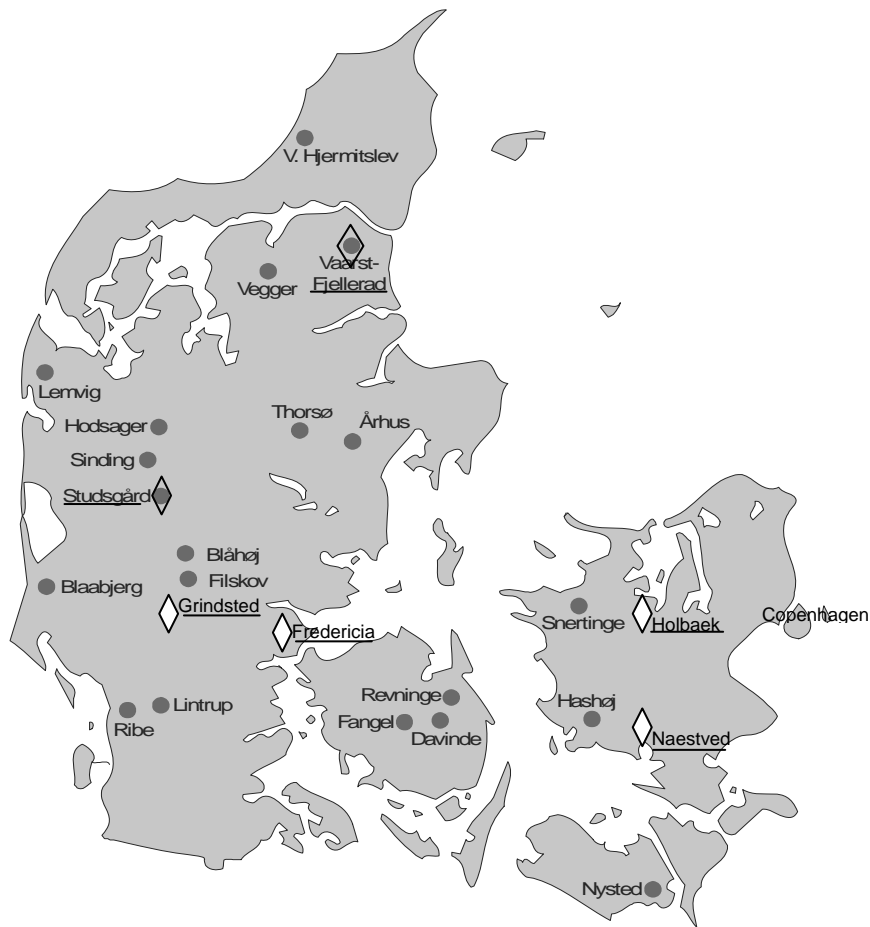 V. Hjermitslev
Vaarst-
Fjellerad
Vegger
Lemvig
Thorsø
Århus
Hodsager
Sinding
Studsgård
Blåhøj
Filskov
Blaabjerg
Grindsted
Fredericia
Snertinge
Holbaek
Copenhagen
Revninge
Hashøj
Lintrup
Ribe
Fangel
Davinde
Naestved
Nysted